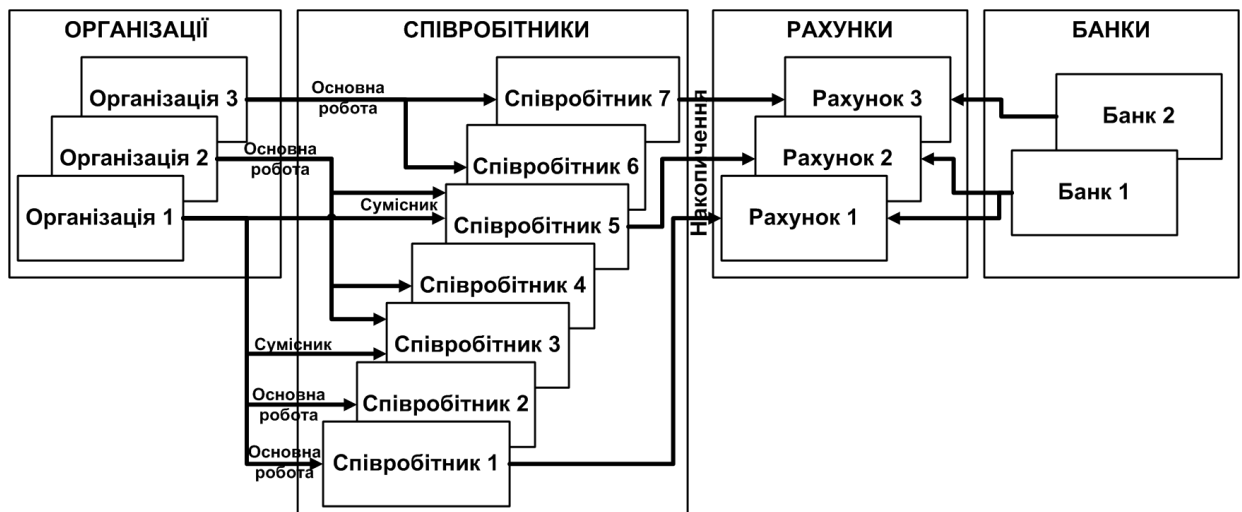 ОРГАНІЗАЦІЇ
СПІВРОБІТНИКИ
РАХУНКИ
БАНКИ
Організація 3
Організація 2
Організація 1
Основна
робота
Основна
робота
Сумісник
Сумісник
Основна
робота
Основна
робота
Співробітник 7
Співробітник 6
Співробітник 5
Співробітник 4
Співробітник 3
Співробітник 2
Співробітник 1
Накопичення
Рахунок 3
Рахунок 2
Рахунок 1
Банк 2
Банк 1